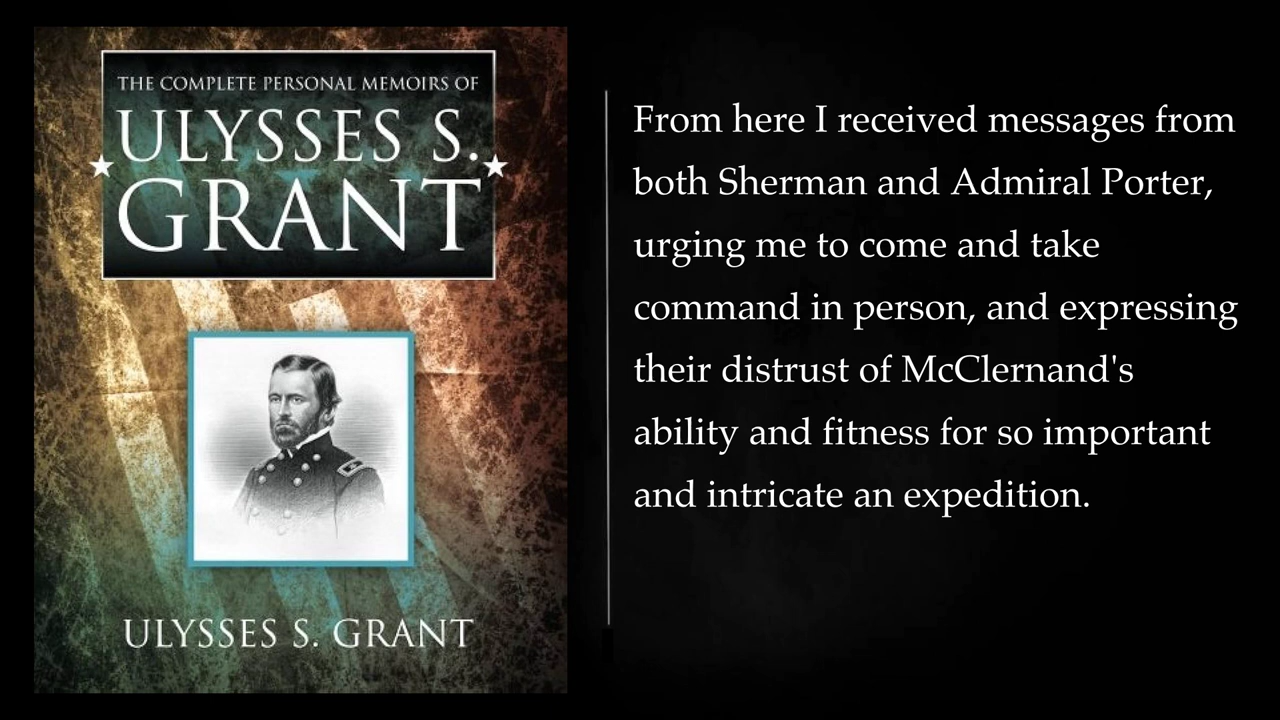 THE COMPLETE PERSONAL MEMOIRS OF
ULYSSES S.
GRANT
ULYSSES S. GRANT
From here I received messages from
both Sherman and Admiral Porter,
urging me to come and take
command in person, and expressing
their distrust of McClernand's
ability and fitness for so important
and intricate an expedition.